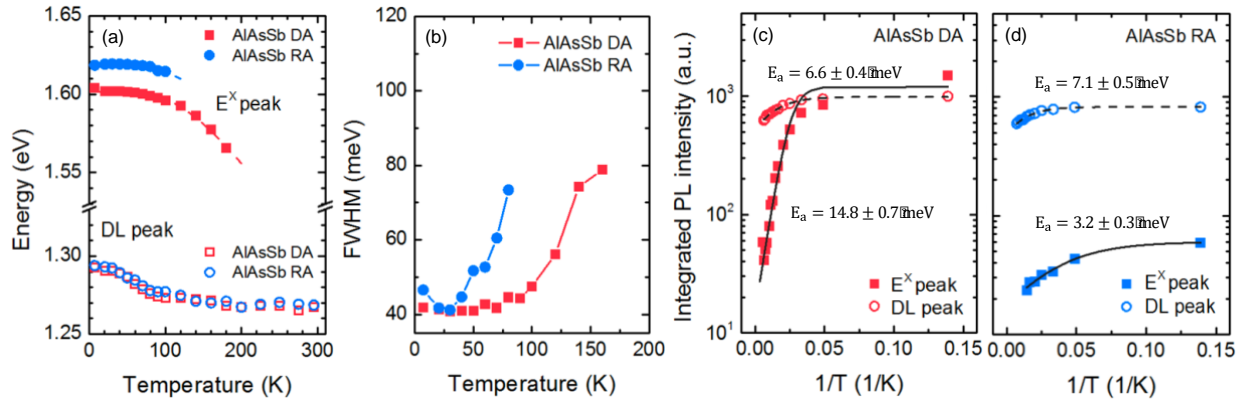 (a)
AlAsSb DA
AlAsSb RA
E^X peak
DL peak
AlAsSb DA
AlAsSb RA
1.65
1.60
1.55
1.30
1.25
Energy (eV)
0
100
200
300
Temperature (K)
(b)
AlAsSb DA
AlAsSb RA
120
100
80
60
40
FWHM (meV)
0
50
100
150
200
Temperature (K)
(c)
AlAsSb DA
E_a = 6.6 ± 0.4 meV
E_a = 14.8 ± 0.7 meV
E^X peak
DL peak
10^3
10^2
10^1
Integrated PL intensity (a.u.)
0.00
0.05
0.10
0.15
1/T (1/K)
(d)
AlAsSb RA
E_a = 7.1 ± 0.5 meV
E_a = 3.2 ± 0.3 meV
E^X peak
DL peak
0.00
0.05
0.10
0.15
1/T (1/K)